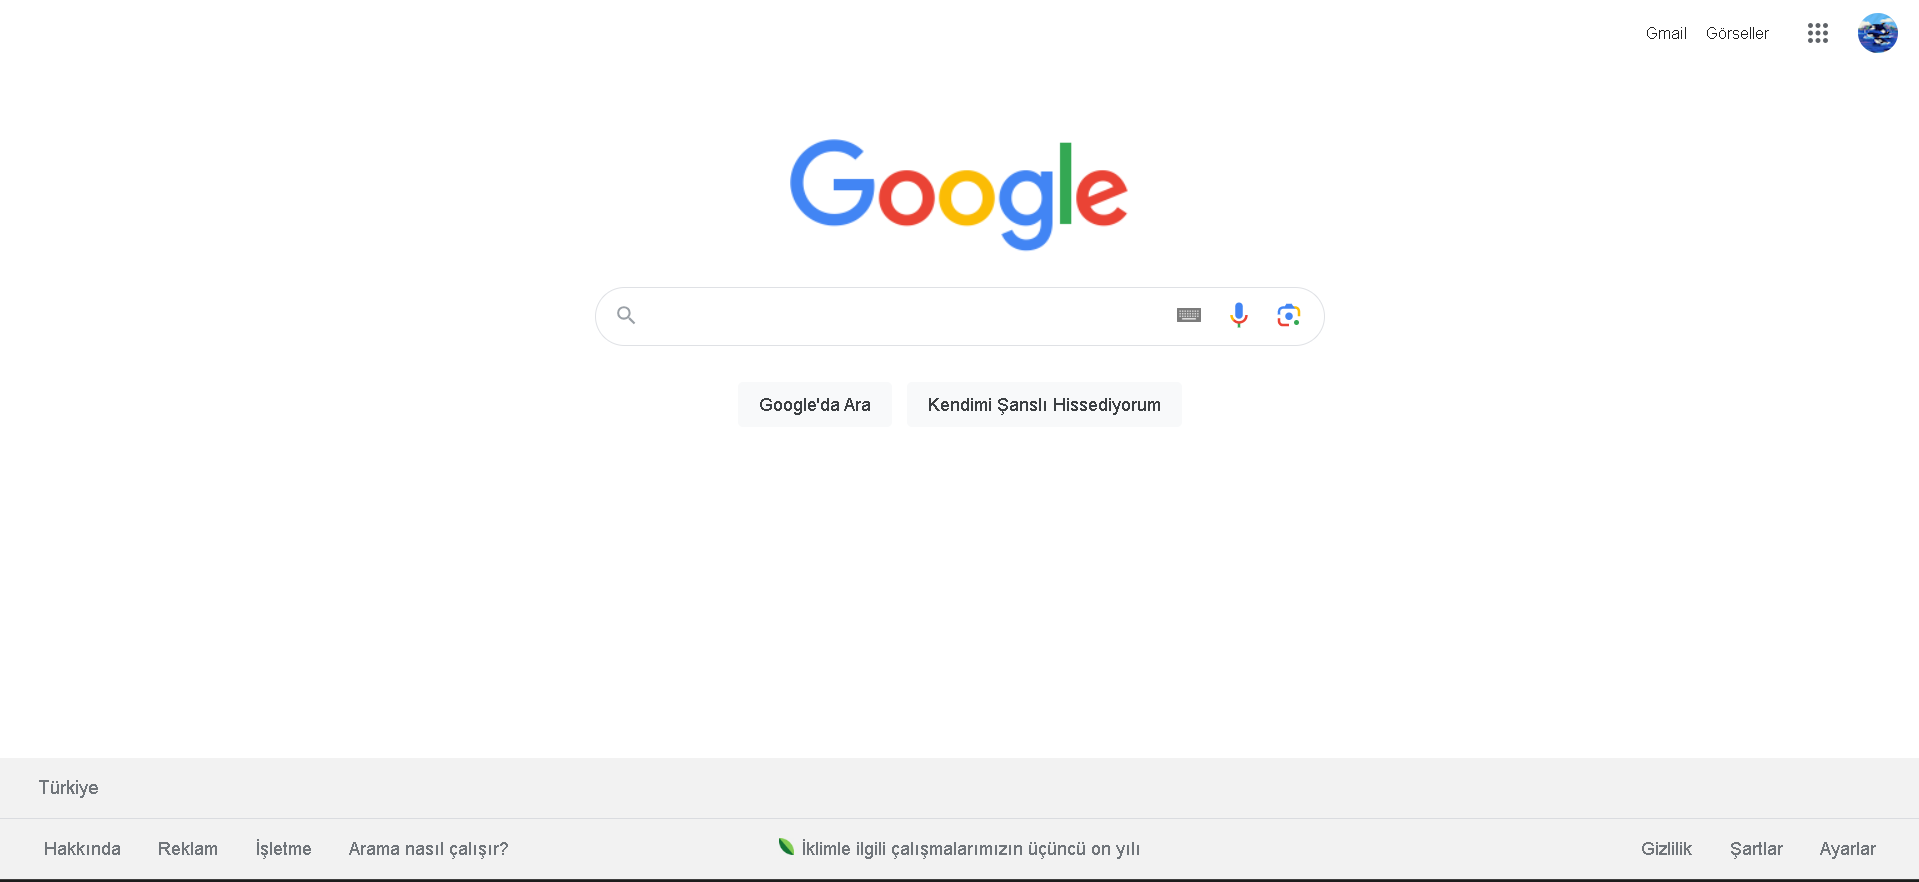 Gmail Görseller
Google
Google'da Ara Kendimi Şanslı Hissediyorum
Türkiye
Hakkında Reklam İşletme Arama nasıl çalışır? İklimle ilgili çalışmalarımızın üçüncü on yılı Gizlilik Şartlar Ayarlar